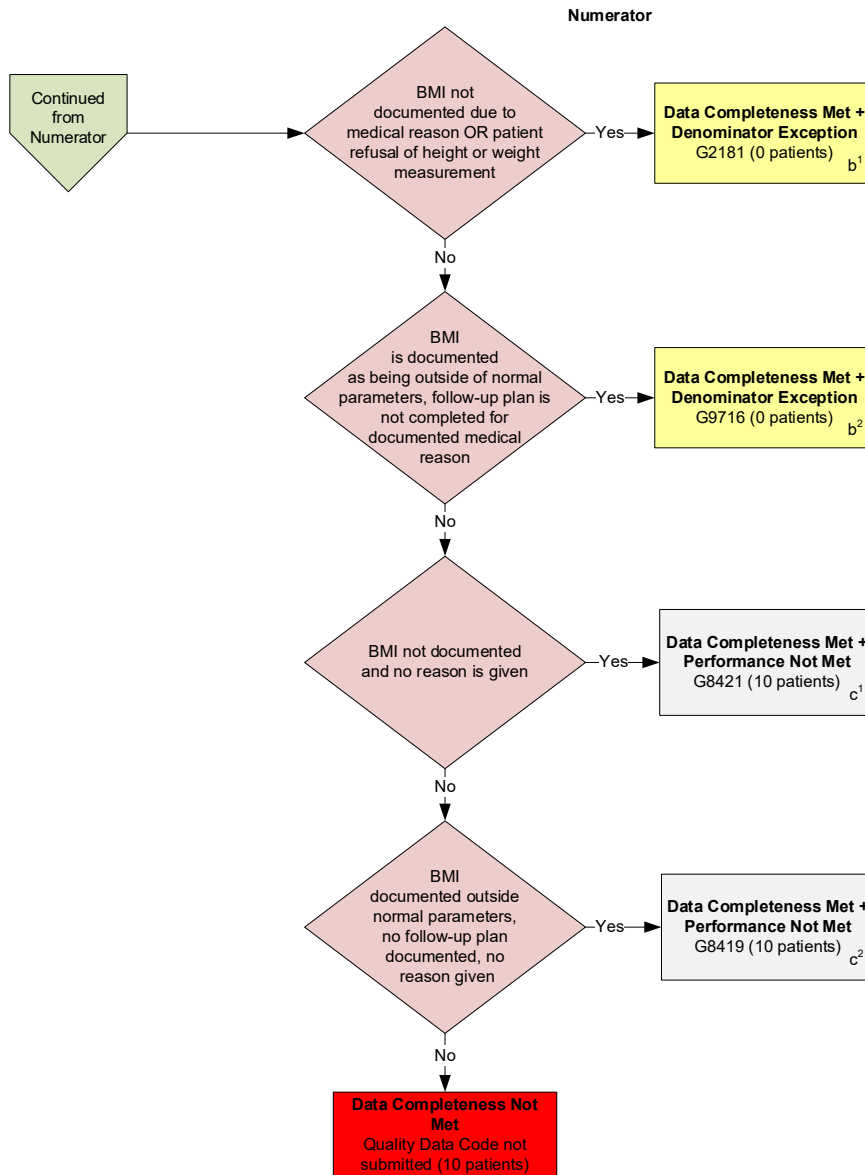 Numerator
Continued
from
Numerator
BMI not
documented due to
medical reason OR patient
refusal of height or weight
measurement
Yes
Data Completeness Met +
Denominator Exception
G2181 (0 patients)
b¹
No
BMI
is documented
as being outside of normal
parameters, follow-up plan is
not completed for
documented medical
reason
Yes
Data Completeness Met +
Denominator Exception
G9716 (0 patients)
b²
No
BMI not documented
and no reason is given
Yes
Data Completeness Met +
Performance Not Met
G8421 (10 patients)
c¹
No
BMI
documented outside
normal parameters,
no follow-up plan
documented, no
reason given
Yes
Data Completeness Met +
Performance Not Met
G8419 (10 patients)
c²
No
Data Completeness Not
Met
Quality Data Code not
submitted (10 patients)